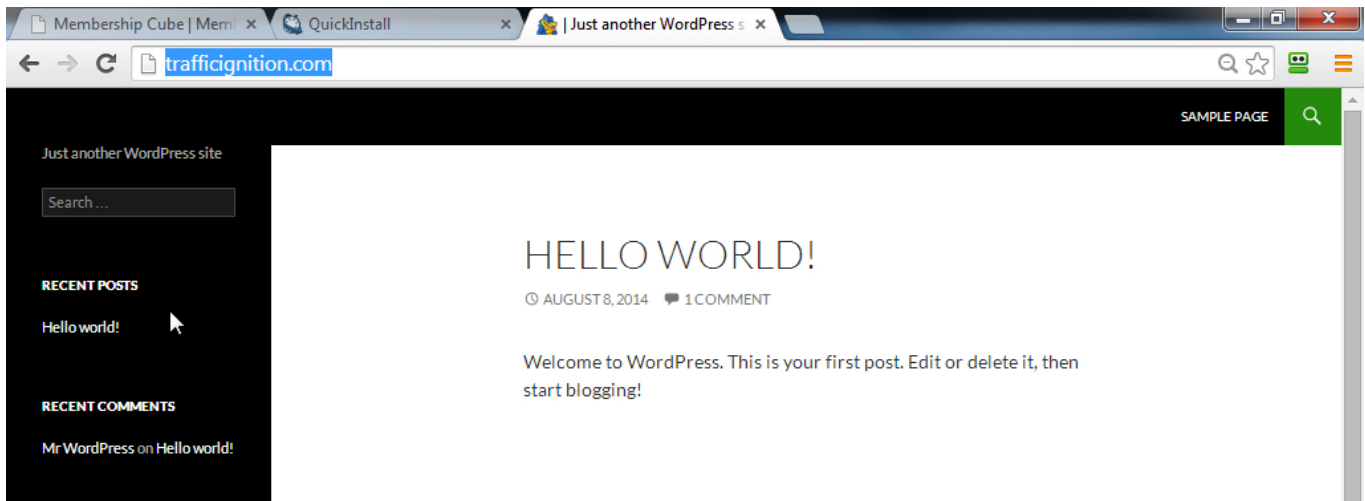 Membership Cube | Meml
QuickInstall
| Just another WordPress s
trafficignition.com
SAMPLE PAGE
Just another WordPress site
Search ...
HELLO WORLD!
AUGUST 8, 2014 1 COMMENT
RECENT POSTS
Hello world!
Welcome to WordPress. This is your first post. Edit or delete it, then
start blogging!
RECENT COMMENTS
Mr WordPress on Hello world!